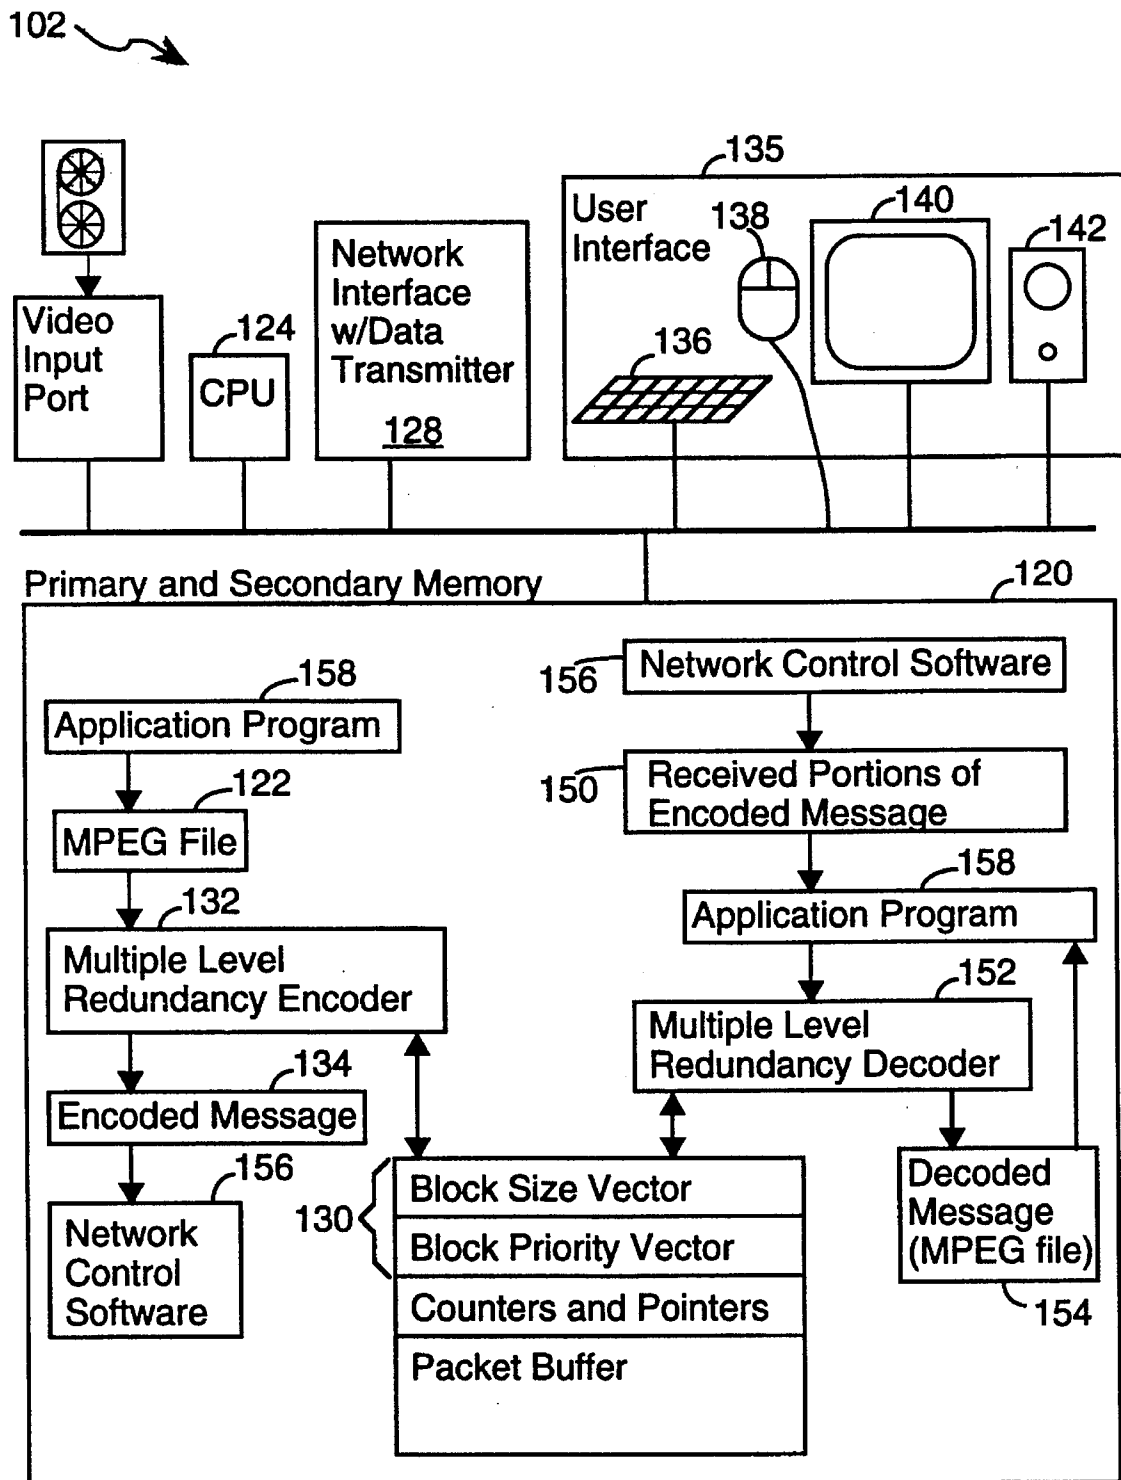 102
135
User
Interface
138
140
142
136
Video
Input
Port
124
CPU
Network
Interface
w/Data
Transmitter
128
Primary and Secondary Memory
120
158
Application Program
122
MPEG File
132
Multiple Level
Redundancy Encoder
134
Encoded Message
156
Network
Control
Software
156
Network Control Software
150
Received Portions of
Encoded Message
158
Application Program
152
Multiple Level
Redundancy Decoder
Decoded
Message
(MPEG file)
154
130
Block Size Vector
Block Priority Vector
Counters and Pointers
Packet Buffer